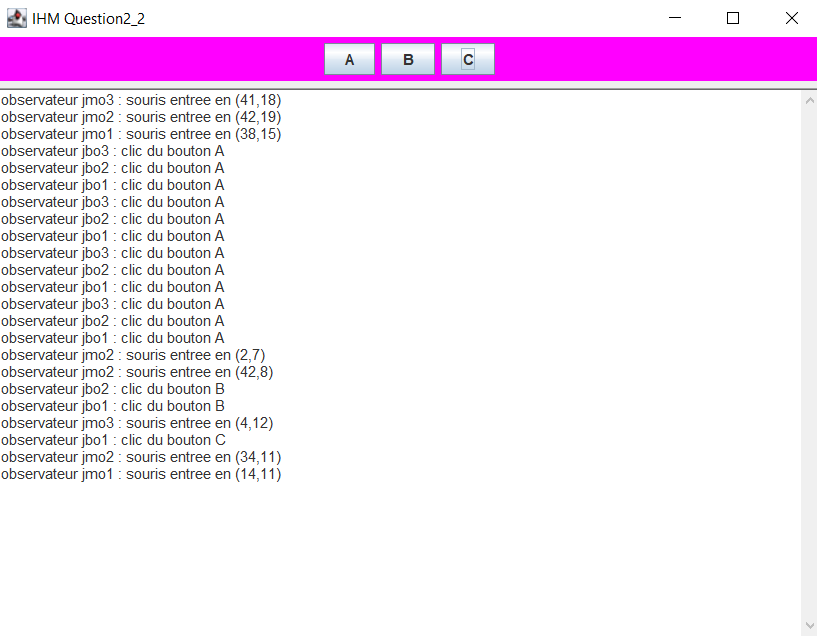 IHM Question2_2
A B C
observateur jmo3 : souris entree en (41,18)
observateur jmo2 : souris entree en (42,19)
observateur jmo1 : souris entree en (38,15)
observateur jbo3 : clic du bouton A
observateur jbo2 : clic du bouton A
observateur jbo1 : clic du bouton A
observateur jbo3 : clic du bouton A
observateur jbo2 : clic du bouton A
observateur jbo1 : clic du bouton A
observateur jbo3 : clic du bouton A
observateur jbo2 : clic du bouton A
observateur jbo1 : clic du bouton A
observateur jbo3 : clic du bouton A
observateur jbo2 : clic du bouton A
observateur jbo1 : clic du bouton A
observateur jmo2 : souris entree en (2,7)
observateur jmo2 : souris entree en (42,8)
observateur jbo2 : clic du bouton B
observateur jbo1 : clic du bouton B
observateur jmo3 : souris entree en (4,12)
observateur jbo1 : clic du bouton C
observateur jmo2 : souris entree en (34,11)
observateur jmo1 : souris entree en (14,11)